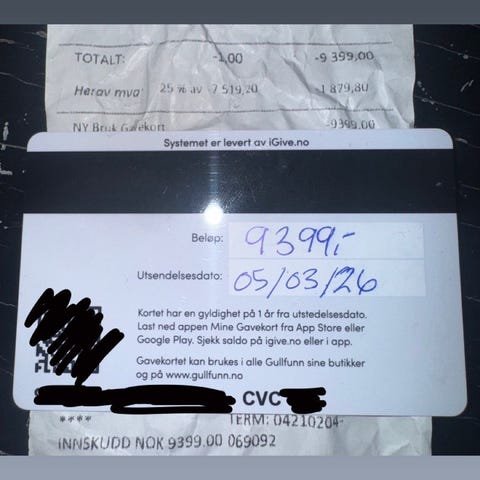 TOTALT: -1,00 -9 399,00
Herav mva 25 % av -7 519,20 -1 879,80
NY Bruk Gavekort -9399,00
Systemet er levert av iGive.no
Beløp: 9399,-
Utsendelsesdato: 05/03/26
Kortet har en gyldighet på 1 år fra utstedelsesdato.
Last ned appen Mine Gavekort fra App Store eller
Google Play. Sjekk saldo på igive.no eller i app.
Gavekortet kan brukes i alle Gullfunn sine butikker
og på www.gullfunn.no
CVC
**** TERM: 04210204-
INNSKUDD NOK 9399.00 069092